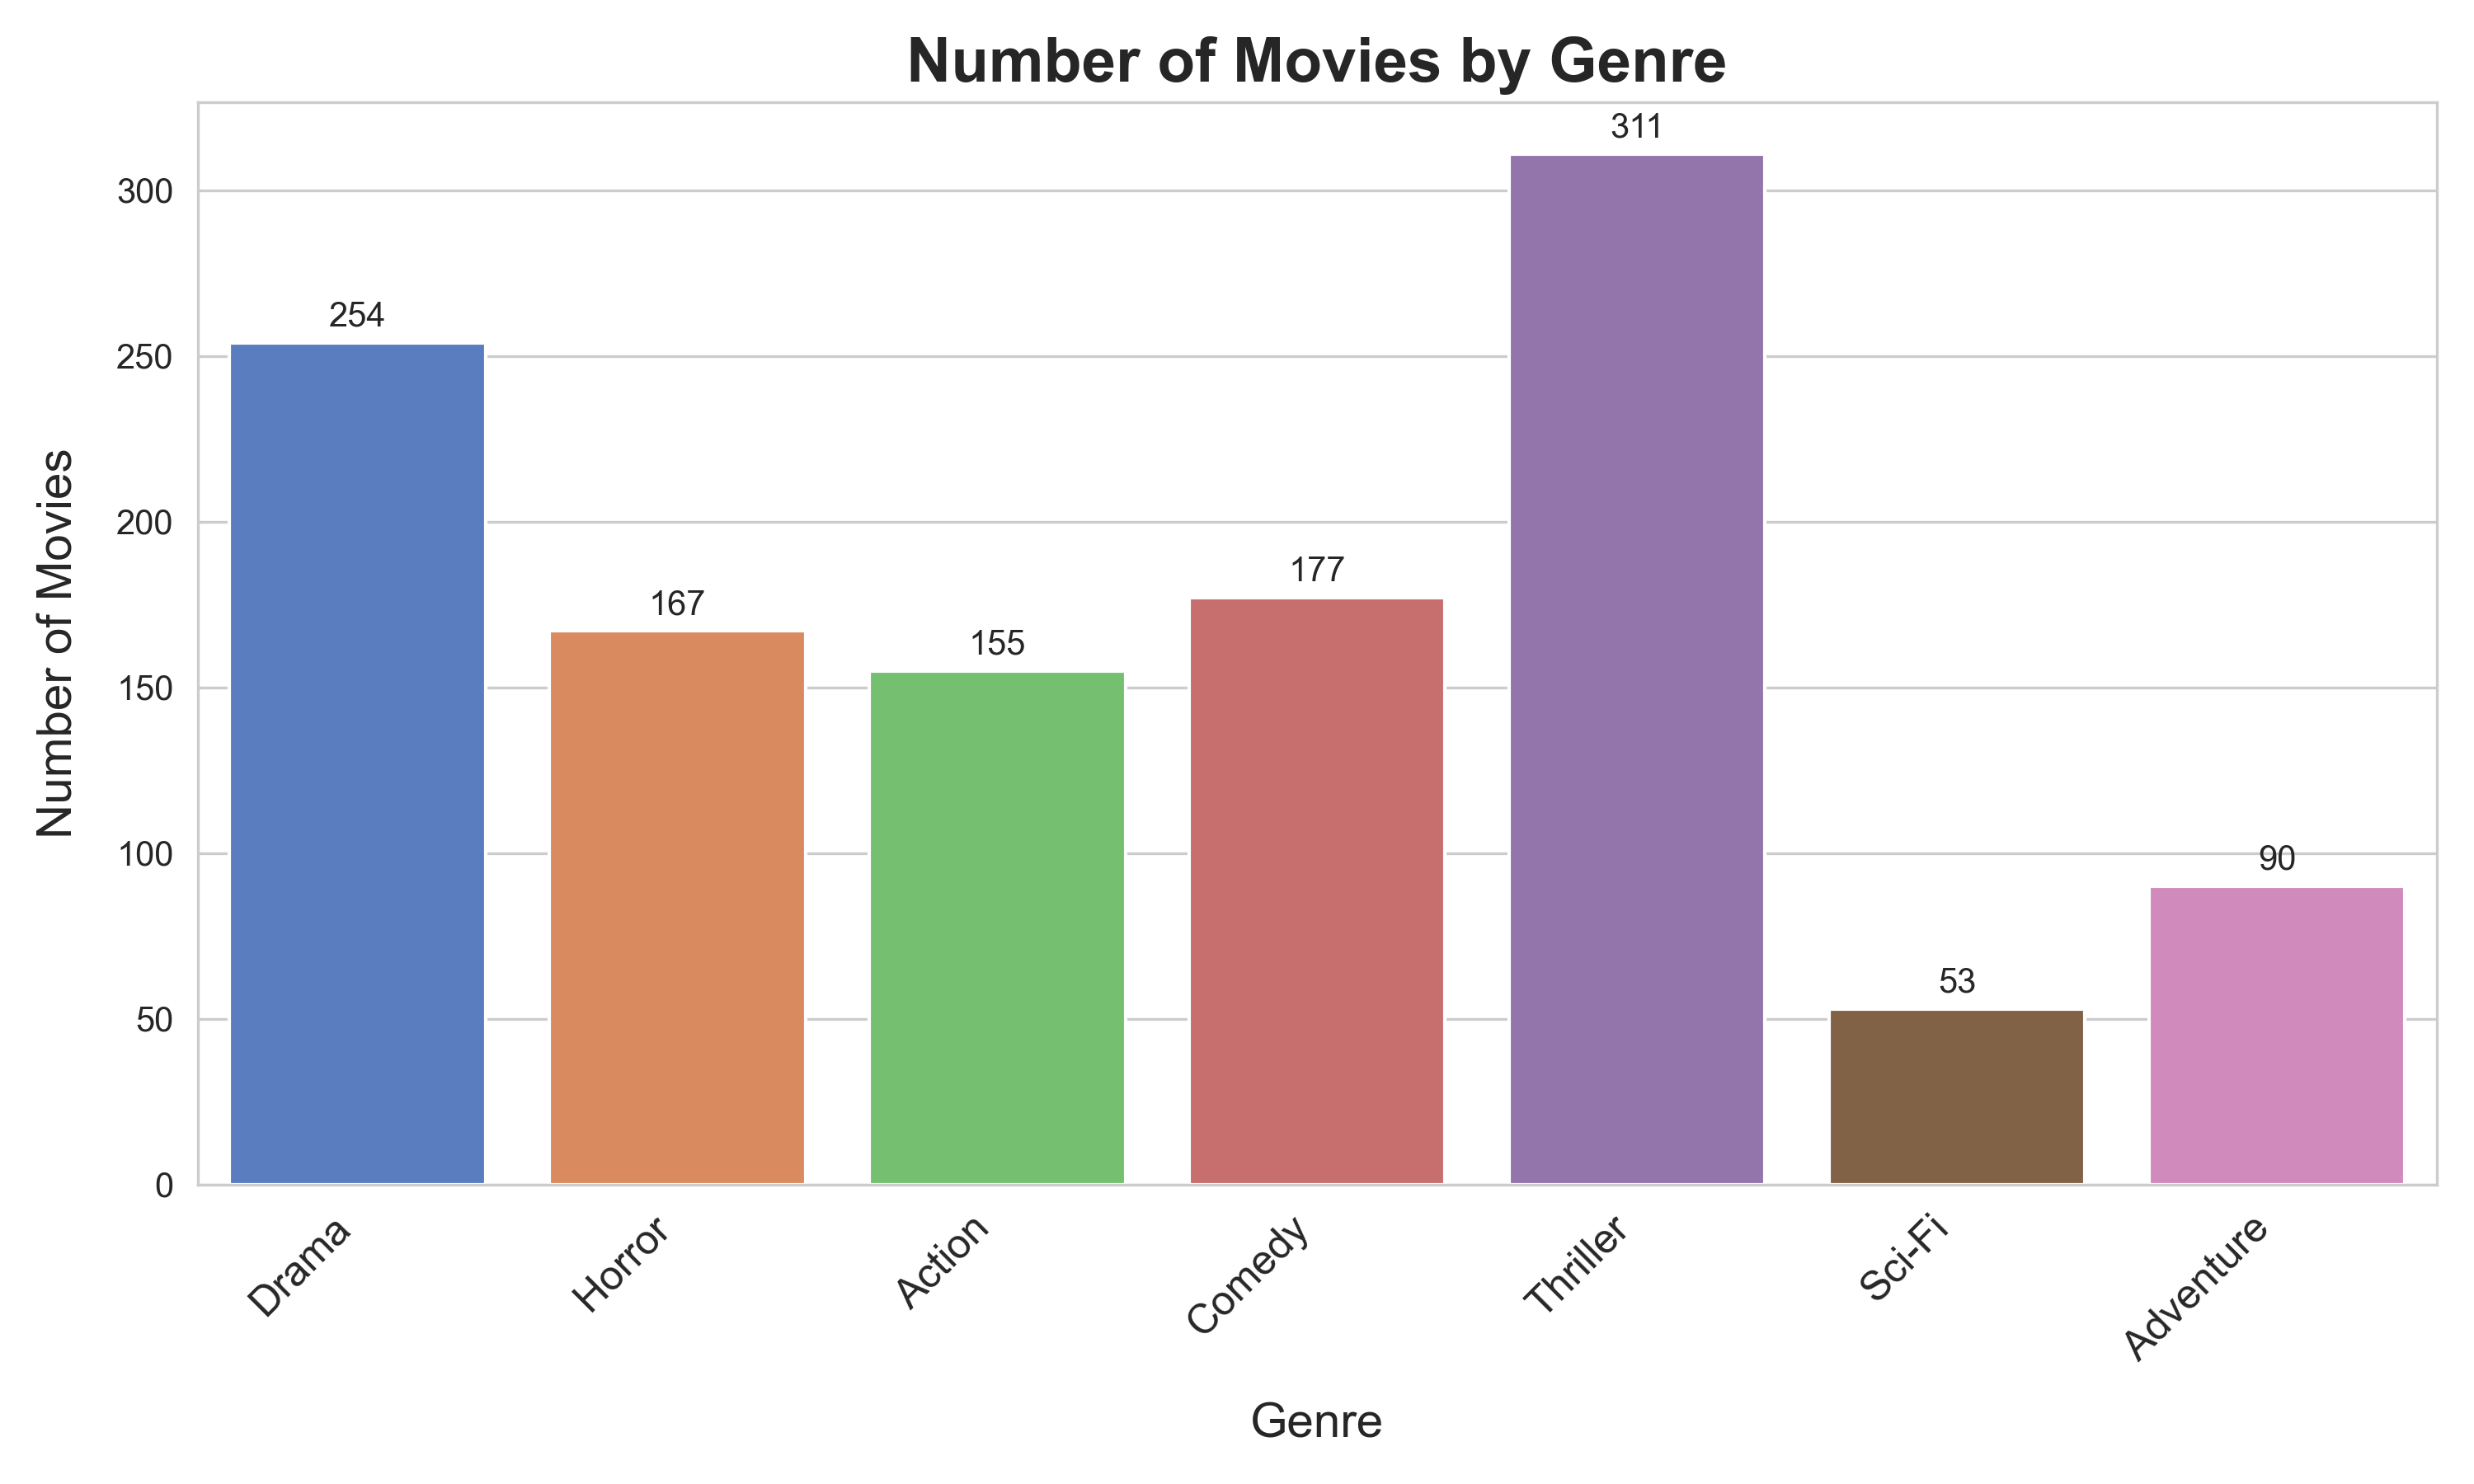 Number of Movies by Genre
Number of Movies
300
250
200
150
100
50
0
254
167
155
177
311
53
90
Drama
Horror
Action
Comedy
Thriller
Sci-Fi
Adventure
Genre